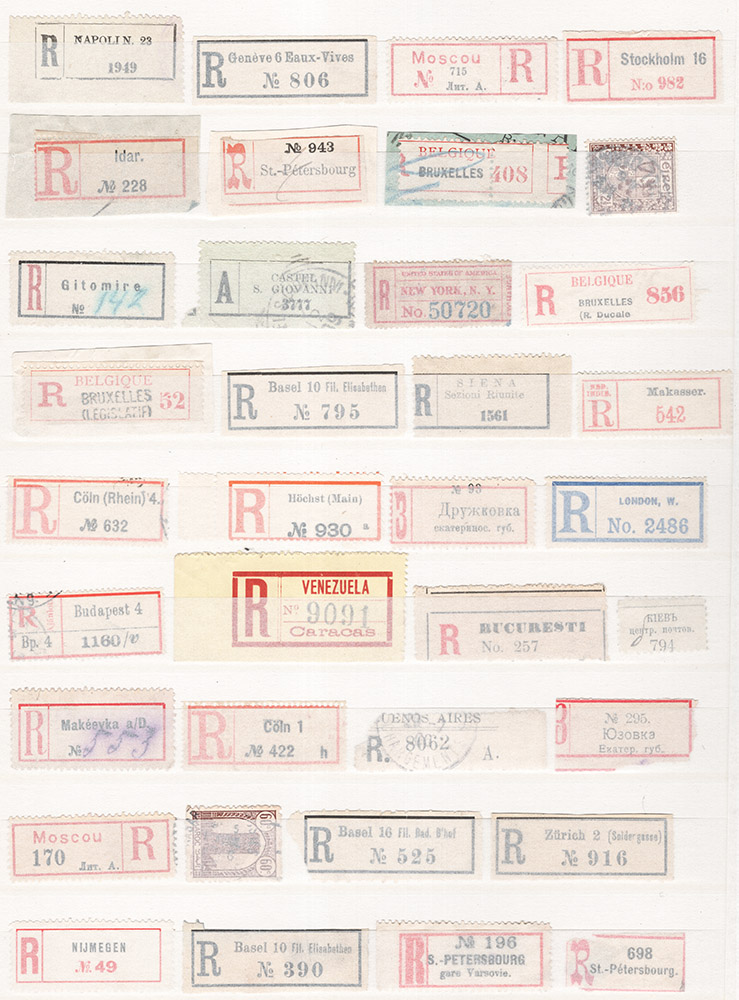 R
NAPOLI N. 23
1949
R
Genève 6 Eaux-Vives
№ 806
Moscou
№ 715
Лит. А.
R
R
Stockholm 16
N:o 982
R
Idar.
№ 228
R
№ 943
St.-Pétersbourg
BELGIQUE
BRUXELLES
408
R
R
Gitomire
№ 142
A
CASTEL
S. GIOVANNI
3777
UNITED STATES OF AMERICA
R
NEW YORK, N. Y.
No. 50720
R
BELGIQUE
BRUXELLES
(R. Ducale
856
R
BELGIQUE
BRUXELLES
(LEGISLATIF)
52
R
Basel 10 Fil. Elisabethen
№ 795
R
SIENA
Sezioni Riunite
1561
NED.
INDIË.
R
Makasser.
542
R
Cöln (Rhein) 4.
№ 632
R
Höchst (Main)
№ 930 a
№ 93
З
Дружковка
екатеринос. губ.
R
LONDON, W.
No. 2486
R
Bp. 4
Budapest 4
1160/v
R
VENEZUELA
Nº 9091
Caracas
R
BUCURESTI
No. 257
КІЕВЪ
центр. почтов.
794
R
Makéevka a/D.
№ 553
R
Cöln 1
№ 422 h
UENOS AIRES
R. 8062 A.
З
№ 295.
Юзовка
Екатер. губ.
Moscou
170 Лит. А.
R
60
60
R
Basel 16 Fil. Bad. B'hof
№ 525
R
Zürich 2 (Seidengasse)
№ 916
R
NIJMEGEN
№ 49
R
Basel 10 Fil. Elisabethen
№ 390
R
№ 196
S.-PETERSBOURG
gare Varsovie.
R
698
St.-Pétersbourg.